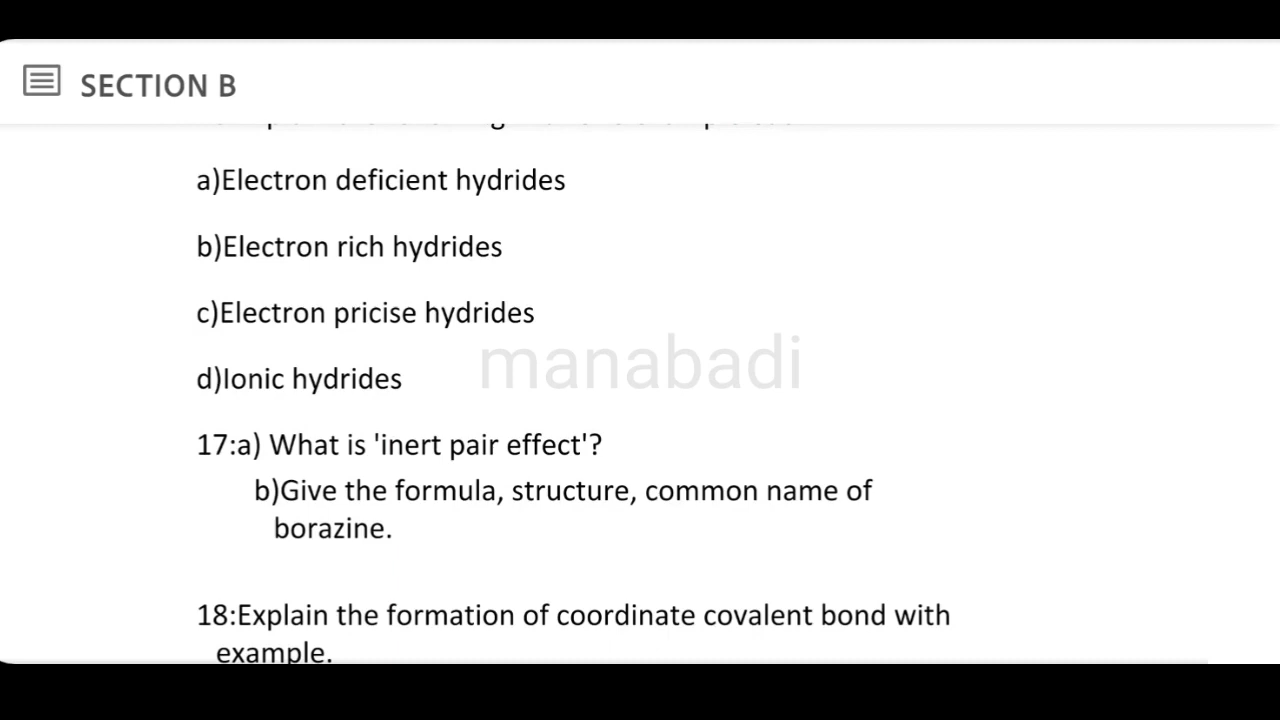 SECTION B
a)Electron deficient hydrides
b)Electron rich hydrides
c)Electron pricise hydrides
manabadi
d)Ionic hydrides
17:a) What is 'inert pair effect'?
b)Give the formula, structure, common name of
borazine.
18:Explain the formation of coordinate covalent bond with
example.